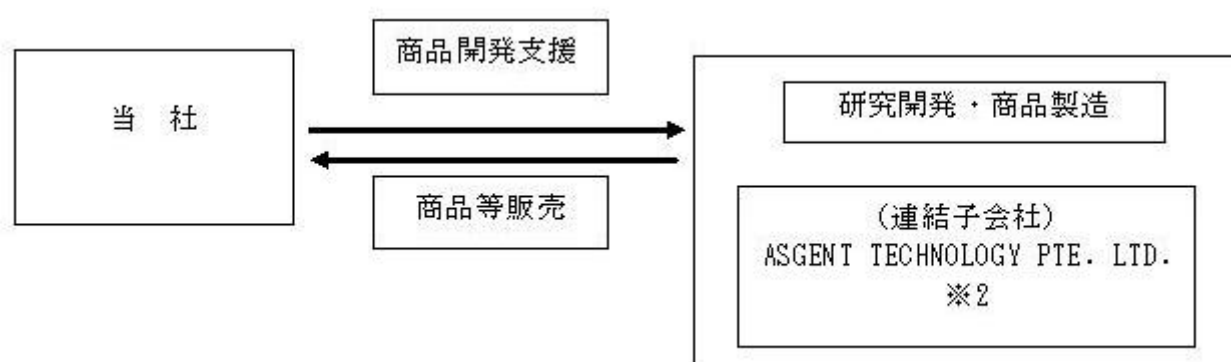 商品開発支援
当　社
研究開発・商品製造
商品等販売
(連結子会社)
ASGENT TECHNOLOGY PTE. LTD.
※2